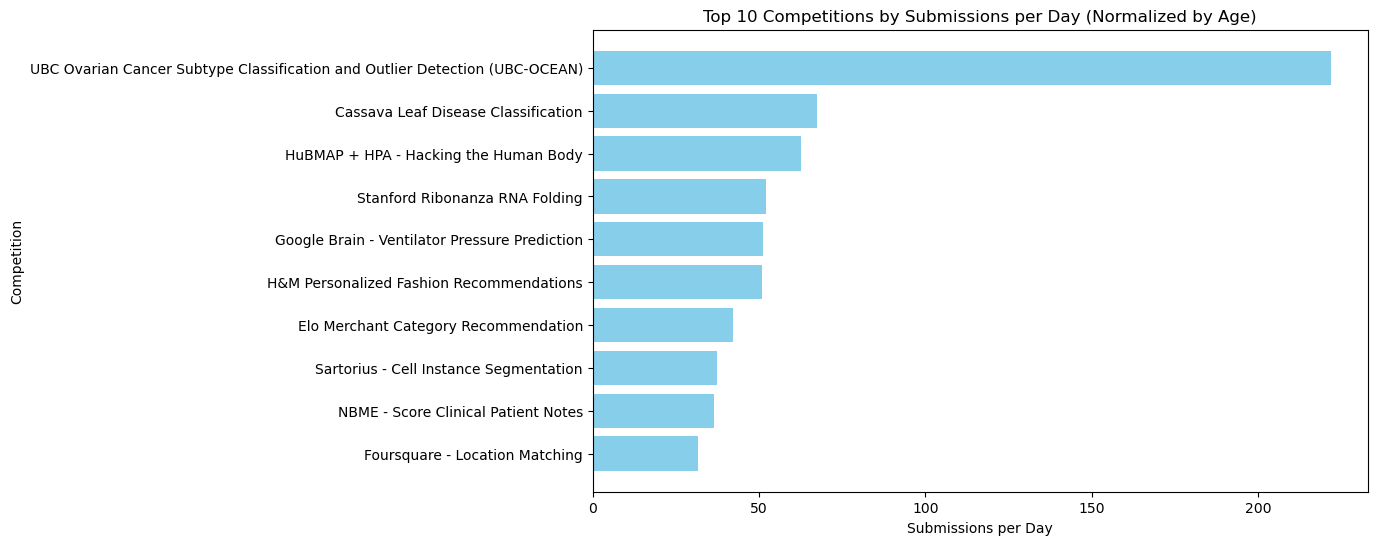 Top 10 Competitions by Submissions per Day (Normalized by Age)
Competition
UBC Ovarian Cancer Subtype Classification and Outlier Detection (UBC-OCEAN)
Cassava Leaf Disease Classification
HuBMAP + HPA - Hacking the Human Body
Stanford Ribonanza RNA Folding
Google Brain - Ventilator Pressure Prediction
H&M Personalized Fashion Recommendations
Elo Merchant Category Recommendation
Sartorius - Cell Instance Segmentation
NBME - Score Clinical Patient Notes
Foursquare - Location Matching
0 50 100 150 200
Submissions per Day